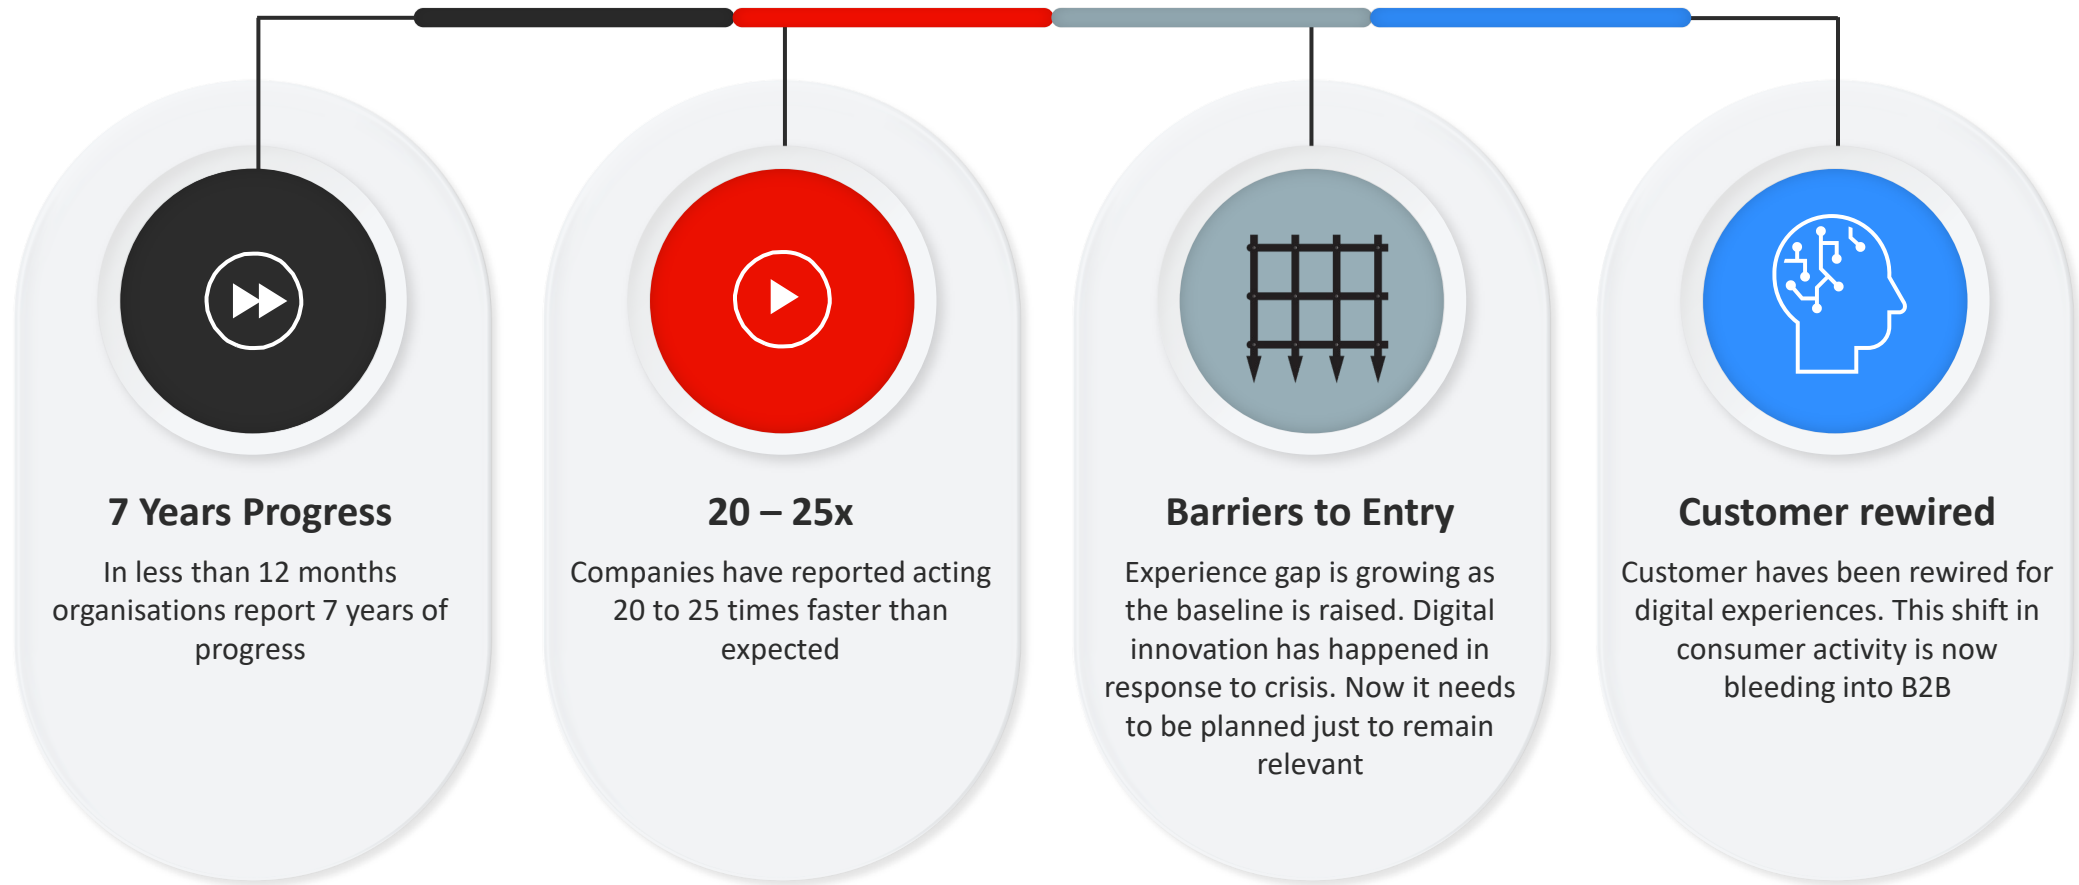 7 Years Progress
In less than 12 months
organisations report 7 years of
progress
20 – 25x
Companies have reported acting
20 to 25 times faster than
expected
Barriers to Entry
Experience gap is growing as
the baseline is raised. Digital
innovation has happened in
response to crisis. Now it needs
to be planned just to remain
relevant
Customer rewired
Customer haves been rewired for
digital experiences. This shift in
consumer activity is now
bleeding into B2B